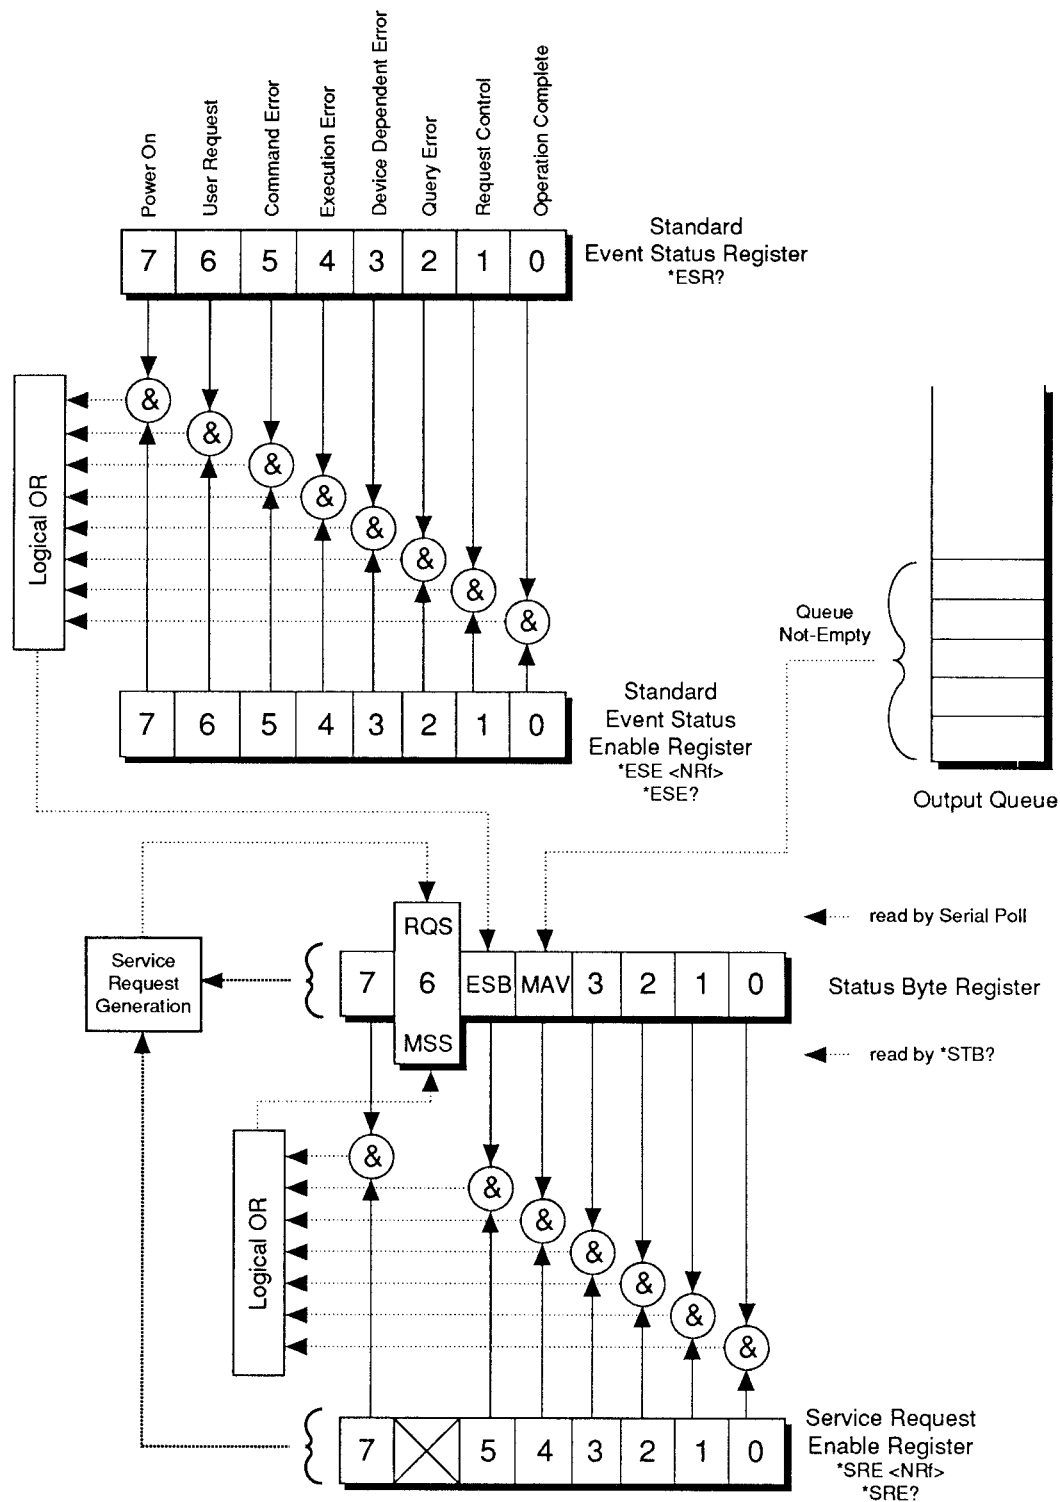 Power On
User Request
Command Error
Execution Error
Device Dependent Error
Query Error
Request Control
Operation Complete
7 6 5 4 3 2 1 0
Standard
Event Status Register
*ESR?
&
&
&
&
&
&
&
&
Logical OR
7 6 5 4 3 2 1 0
Standard
Event Status
Enable Register
*ESE <NRf>
*ESE?
Queue
Not-Empty
Output Queue
Service
Request
Generation
RQS
7 6 ESB MAV 3 2 1 0
MSS
read by Serial Poll
Status Byte Register
read by *STB?
&
&
&
&
&
&
&
Logical OR
7 5 4 3 2 1 0
Service Request
Enable Register
*SRE <NRf>
*SRE?